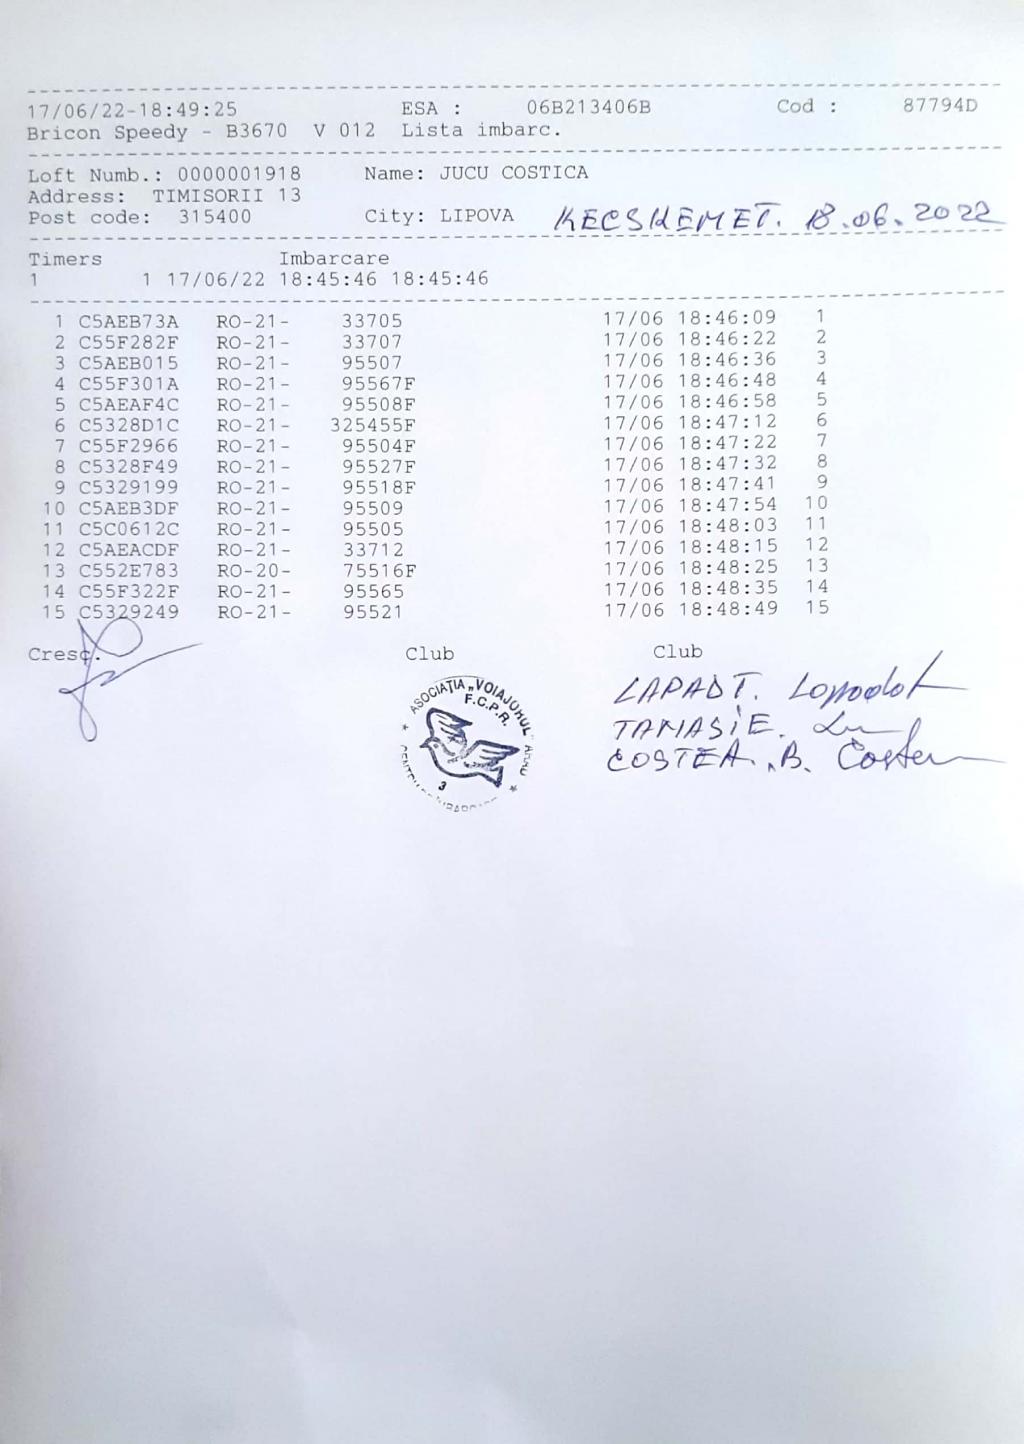 17/06/22-18:49:25 ESA : 06B213406B Cod : 87794D
Bricon Speedy - B3670 V 012 Lista imbarc.
Loft Numb.: 0000001918 Name: JUCU COSTICA
Address: TIMISORII 13
Post code: 315400 City: LIPOVA KECSKEMET. 18.06.2022
Timers Imbarcare
1 1 17/06/22 18:45:46 18:45:46
1 C5AEB73A RO-21- 33705 17/06 18:46:09 1
2 C55F282F RO-21- 33707 17/06 18:46:22 2
3 C5AEB015 RO-21- 95507 17/06 18:46:36 3
4 C55F301A RO-21- 95567F 17/06 18:46:48 4
5 C5AEAF4C RO-21- 95508F 17/06 18:46:58 5
6 C5328D1C RO-21- 325455F 17/06 18:47:12 6
7 C55F2966 RO-21- 95504F 17/06 18:47:22 7
8 C5328F49 RO-21- 95527F 17/06 18:47:32 8
9 C5329199 RO-21- 95518F 17/06 18:47:41 9
10 C5AEB3DF RO-21- 95509 17/06 18:47:54 10
11 C5C0612C RO-21- 95505 17/06 18:48:03 11
12 C5AEACDF RO-21- 33712 17/06 18:48:15 12
13 C552E783 RO-20- 75516F 17/06 18:48:25 13
14 C55F322F RO-21- 95565 17/06 18:48:35 14
15 C5329249 RO-21- 95521 17/06 18:48:49 15
Cresc. Club Club
ASOCIAŢIA „VOIAJORUL" ARAD
F.C.P.R.
3
LAPADT.
TANASIE.
COSTEA. B. Costea